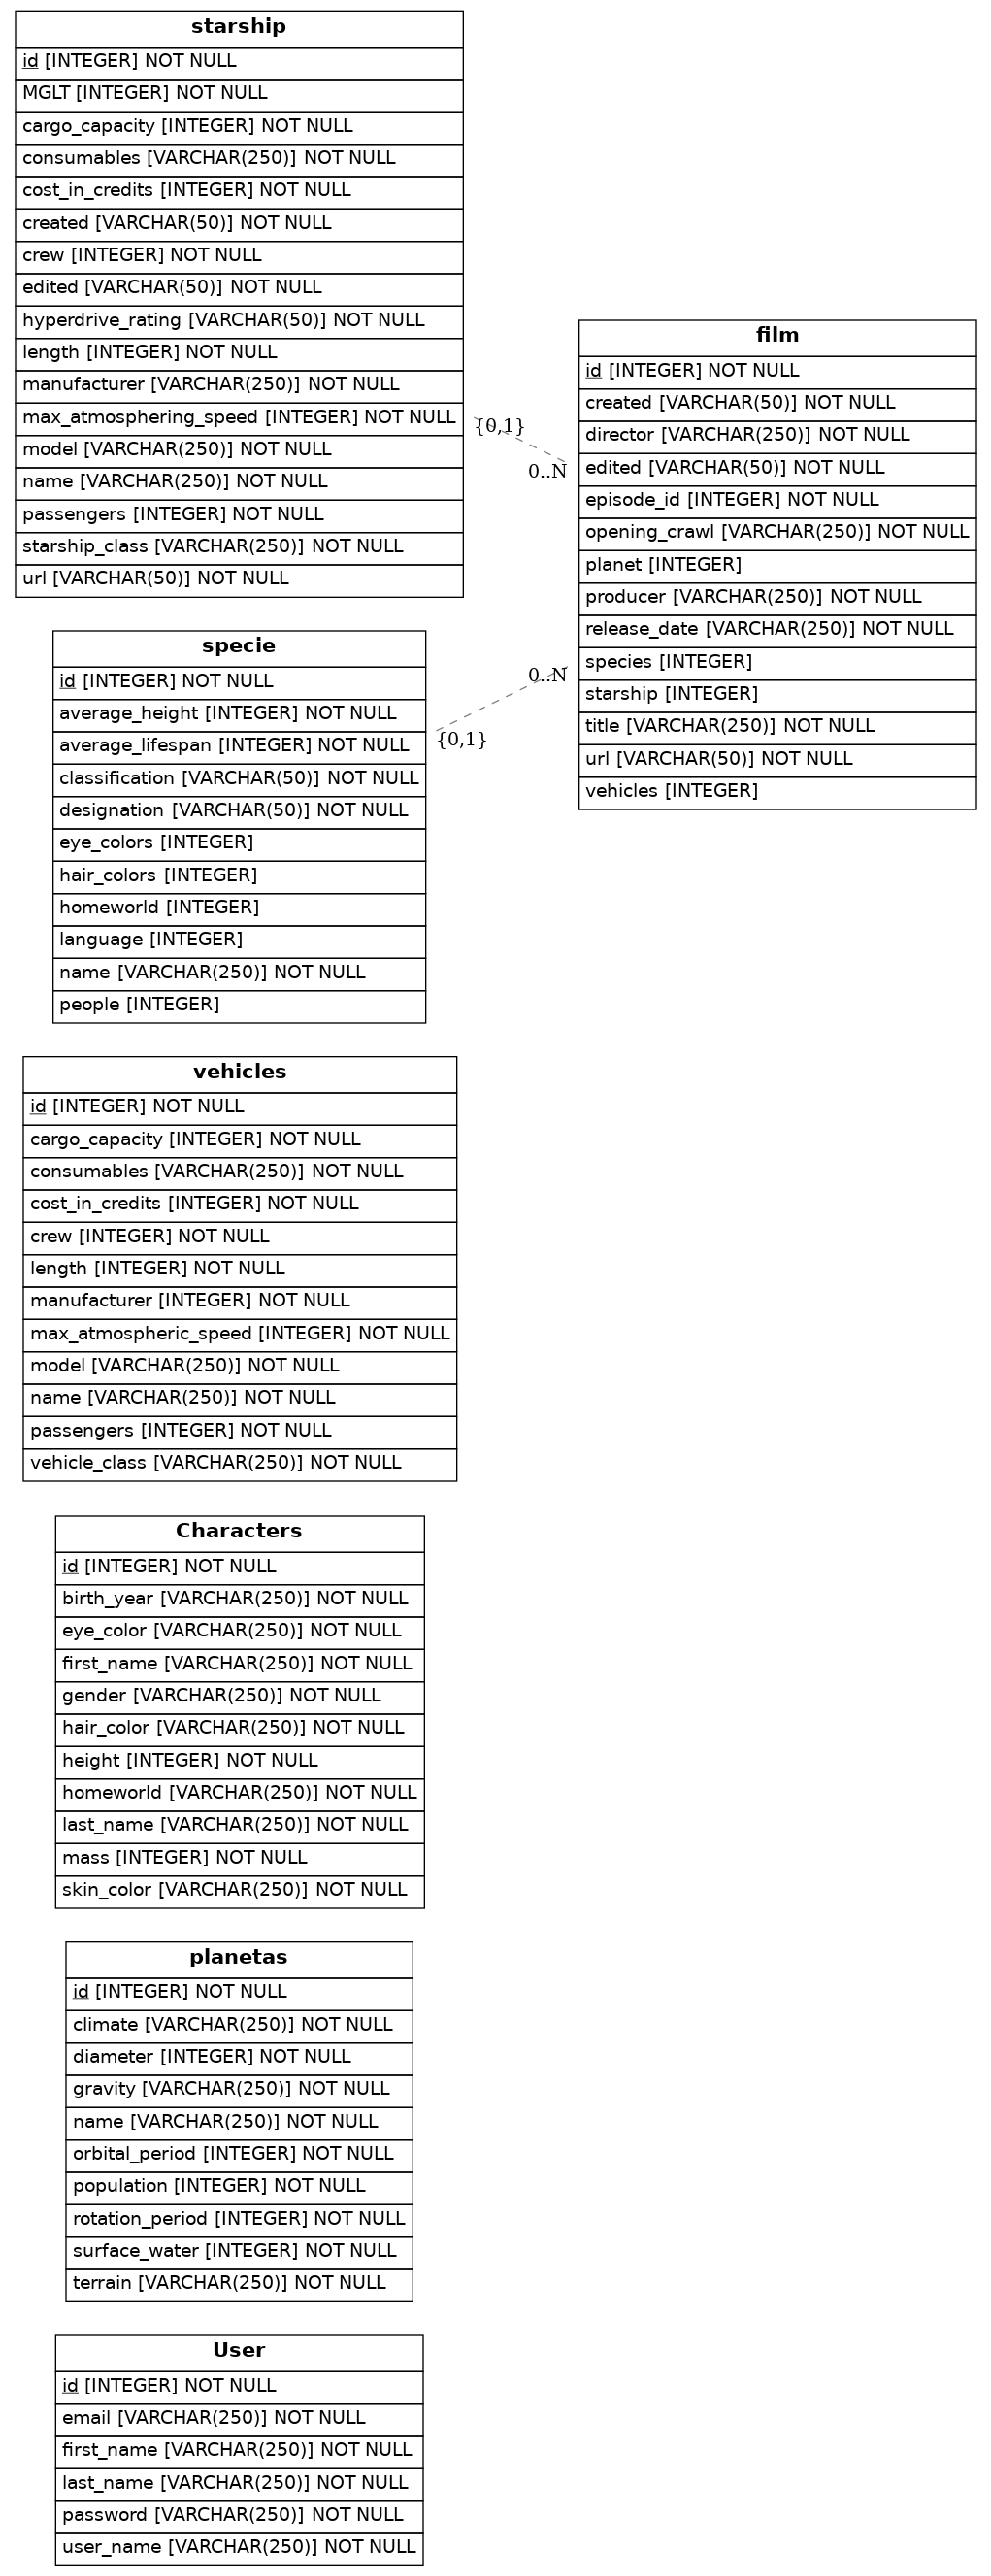 starship
id [INTEGER] NOT NULL
MGLT [INTEGER] NOT NULL
cargo_capacity [INTEGER] NOT NULL
consumables [VARCHAR(250)] NOT NULL
cost_in_credits [INTEGER] NOT NULL
created [VARCHAR(50)] NOT NULL
crew [INTEGER] NOT NULL
edited [VARCHAR(50)] NOT NULL
hyperdrive_rating [VARCHAR(50)] NOT NULL
length [INTEGER] NOT NULL
manufacturer [VARCHAR(250)] NOT NULL
max_atmosphering_speed [INTEGER] NOT NULL
model [VARCHAR(250)] NOT NULL
name [VARCHAR(250)] NOT NULL
passengers [INTEGER] NOT NULL
starship_class [VARCHAR(250)] NOT NULL
url [VARCHAR(50)] NOT NULL
{0,1}
0..N
film
id [INTEGER] NOT NULL
created [VARCHAR(50)] NOT NULL
director [VARCHAR(250)] NOT NULL
edited [VARCHAR(50)] NOT NULL
episode_id [INTEGER] NOT NULL
opening_crawl [VARCHAR(250)] NOT NULL
planet [INTEGER]
producer [VARCHAR(250)] NOT NULL
release_date [VARCHAR(250)] NOT NULL
species [INTEGER]
starship [INTEGER]
title [VARCHAR(250)] NOT NULL
url [VARCHAR(50)] NOT NULL
vehicles [INTEGER]
0..N
{0,1}
specie
id [INTEGER] NOT NULL
average_height [INTEGER] NOT NULL
average_lifespan [INTEGER] NOT NULL
classification [VARCHAR(50)] NOT NULL
designation [VARCHAR(50)] NOT NULL
eye_colors [INTEGER]
hair_colors [INTEGER]
homeworld [INTEGER]
language [INTEGER]
name [VARCHAR(250)] NOT NULL
people [INTEGER]
vehicles
id [INTEGER] NOT NULL
cargo_capacity [INTEGER] NOT NULL
consumables [VARCHAR(250)] NOT NULL
cost_in_credits [INTEGER] NOT NULL
crew [INTEGER] NOT NULL
length [INTEGER] NOT NULL
manufacturer [INTEGER] NOT NULL
max_atmospheric_speed [INTEGER] NOT NULL
model [VARCHAR(250)] NOT NULL
name [VARCHAR(250)] NOT NULL
passengers [INTEGER] NOT NULL
vehicle_class [VARCHAR(250)] NOT NULL
Characters
id [INTEGER] NOT NULL
birth_year [VARCHAR(250)] NOT NULL
eye_color [VARCHAR(250)] NOT NULL
first_name [VARCHAR(250)] NOT NULL
gender [VARCHAR(250)] NOT NULL
hair_color [VARCHAR(250)] NOT NULL
height [INTEGER] NOT NULL
homeworld [VARCHAR(250)] NOT NULL
last_name [VARCHAR(250)] NOT NULL
mass [INTEGER] NOT NULL
skin_color [VARCHAR(250)] NOT NULL
planetas
id [INTEGER] NOT NULL
climate [VARCHAR(250)] NOT NULL
diameter [INTEGER] NOT NULL
gravity [VARCHAR(250)] NOT NULL
name [VARCHAR(250)] NOT NULL
orbital_period [INTEGER] NOT NULL
population [INTEGER] NOT NULL
rotation_period [INTEGER] NOT NULL
surface_water [INTEGER] NOT NULL
terrain [VARCHAR(250)] NOT NULL
User
id [INTEGER] NOT NULL
email [VARCHAR(250)] NOT NULL
first_name [VARCHAR(250)] NOT NULL
last_name [VARCHAR(250)] NOT NULL
password [VARCHAR(250)] NOT NULL
user_name [VARCHAR(250)] NOT NULL